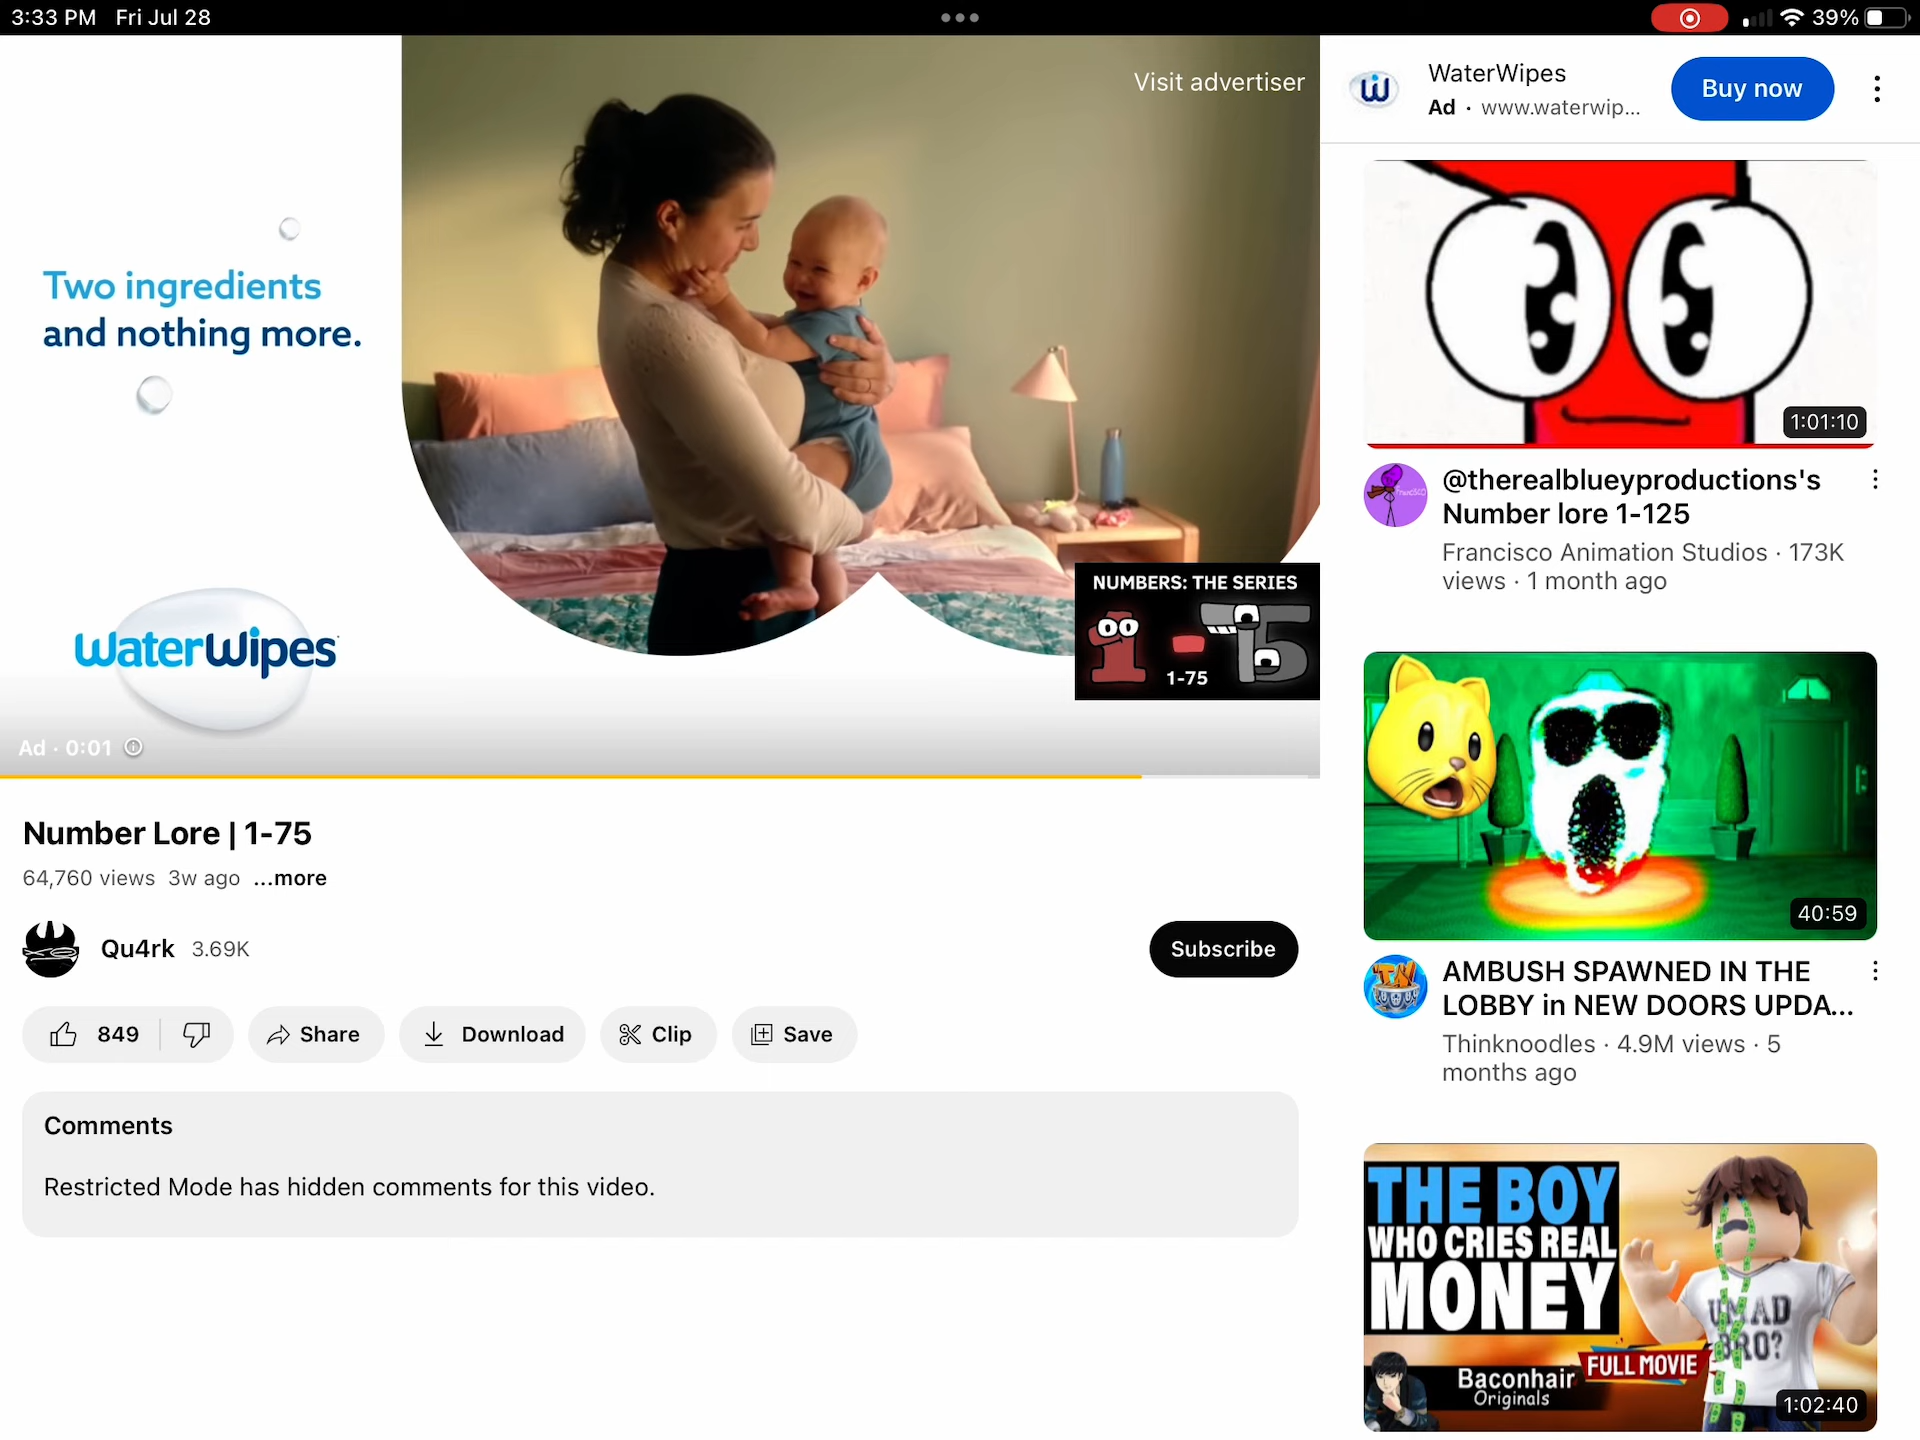 3:33 PM Fri Jul 28
39%
Visit advertiser
Two ingredients
and nothing more.
waterwipes
NUMBERS: THE SERIES
1 - 75
1-75
Ad · 0:01
Number Lore | 1-75
64,760 views 3w ago ...more
Qu4rk 3.69K
Subscribe
849
Share
Download
Clip
Save
Comments
Restricted Mode has hidden comments for this video.
WaterWipes
Ad · www.waterwip...
Buy now
1:01:10
@therealblueyproductions's
Number lore 1-125
Francisco Animation Studios · 173K
views · 1 month ago
40:59
AMBUSH SPAWNED IN THE
LOBBY in NEW DOORS UPDA...
Thinknoodles · 4.9M views · 5
months ago
THE BOY
WHO CRIES REAL
MONEY
UMAD
BRO?
FULL MOVIE
Baconhair
Originals
1:02:40